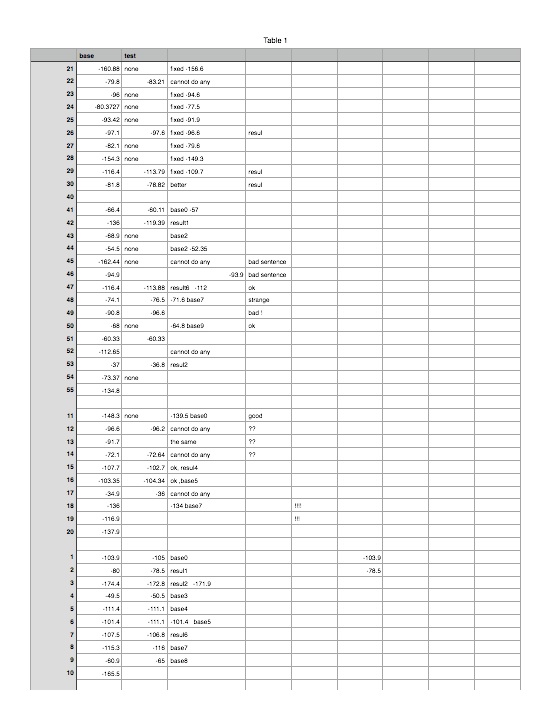 Table 1
base test
21 -160.88 none fixed -156.6
22 -79.8 -83.21 cannot do any
23 -96 none fixed -94.6
24 -80.3727 none fixed -77.5
25 -93.42 none fixed -91.9
26 -97.1 -97.6 fixed -96.6 resul
27 -82.1 none fixed -79.6
28 -154.3 none fixed -149.3
29 -116.4 -113.79 fixed -109.7 resul
30 -81.8 -78.82 better resul
40
41 -66.4 -60.11 base0 -57
42 -136 -119.39 result1
43 -68.9 none base2
44 -54.5 none base2 -52.35
45 -162.44 none cannot do any bad sentence
46 -94.9 -93.9 bad sentence
47 -116.4 -113.88 result6 -112 ok
48 -74.1 -76.5 -71.6 base7 strange
49 -90.8 -96.6 bad !
50 -68 none -64.8 base9 ok
51 -60.33 -60.33
52 -112.65 cannot do any
53 -37 -36.8 resul2
54 -73.37 none
55 -134.8
11 -148.3 none -139.5 base0 good
12 -96.6 -96.2 cannot do any ??
13 -91.7 the same ??
14 -72.1 -72.64 cannot do any ??
15 -107.7 -102.7 ok. resul4
16 -103.35 -104.34 ok ,base5
17 -34.9 -36 cannot do any
18 -136 -134 base7 !!!!
19 -116.9 !!!
20 -137.9
1 -103.9 -105 base0 -103.9
2 -80 -78.5 resul1 -78.5
3 -174.4 -172.8 resul2 -171.9
4 -49.5 -50.5 base3
5 -111.4 -111.1 base4
6 -101.4 -111.1 -101.4 base5
7 -107.5 -106.8 resul6
8 -115.3 -116 base7
9 -60.9 -65 base8
10 -165.5